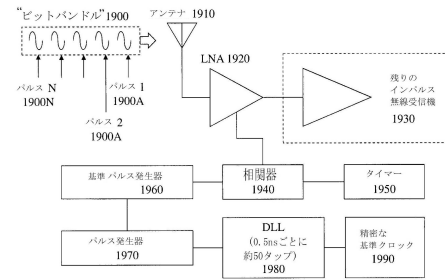 “ビットバンドル”1900
アンテナ 1910
LNA 1920
パルス N
1900N
パルス 1
1900A
パルス 2
1900A
残りの
インパルス
無線受信機
1930
基準 パルス発生器
1960
相関器
1940
タイマー
1950
パルス発生器
1970
DLL
(0.5nsごとに
約50タップ)
1980
精密な
基準クロック
1990